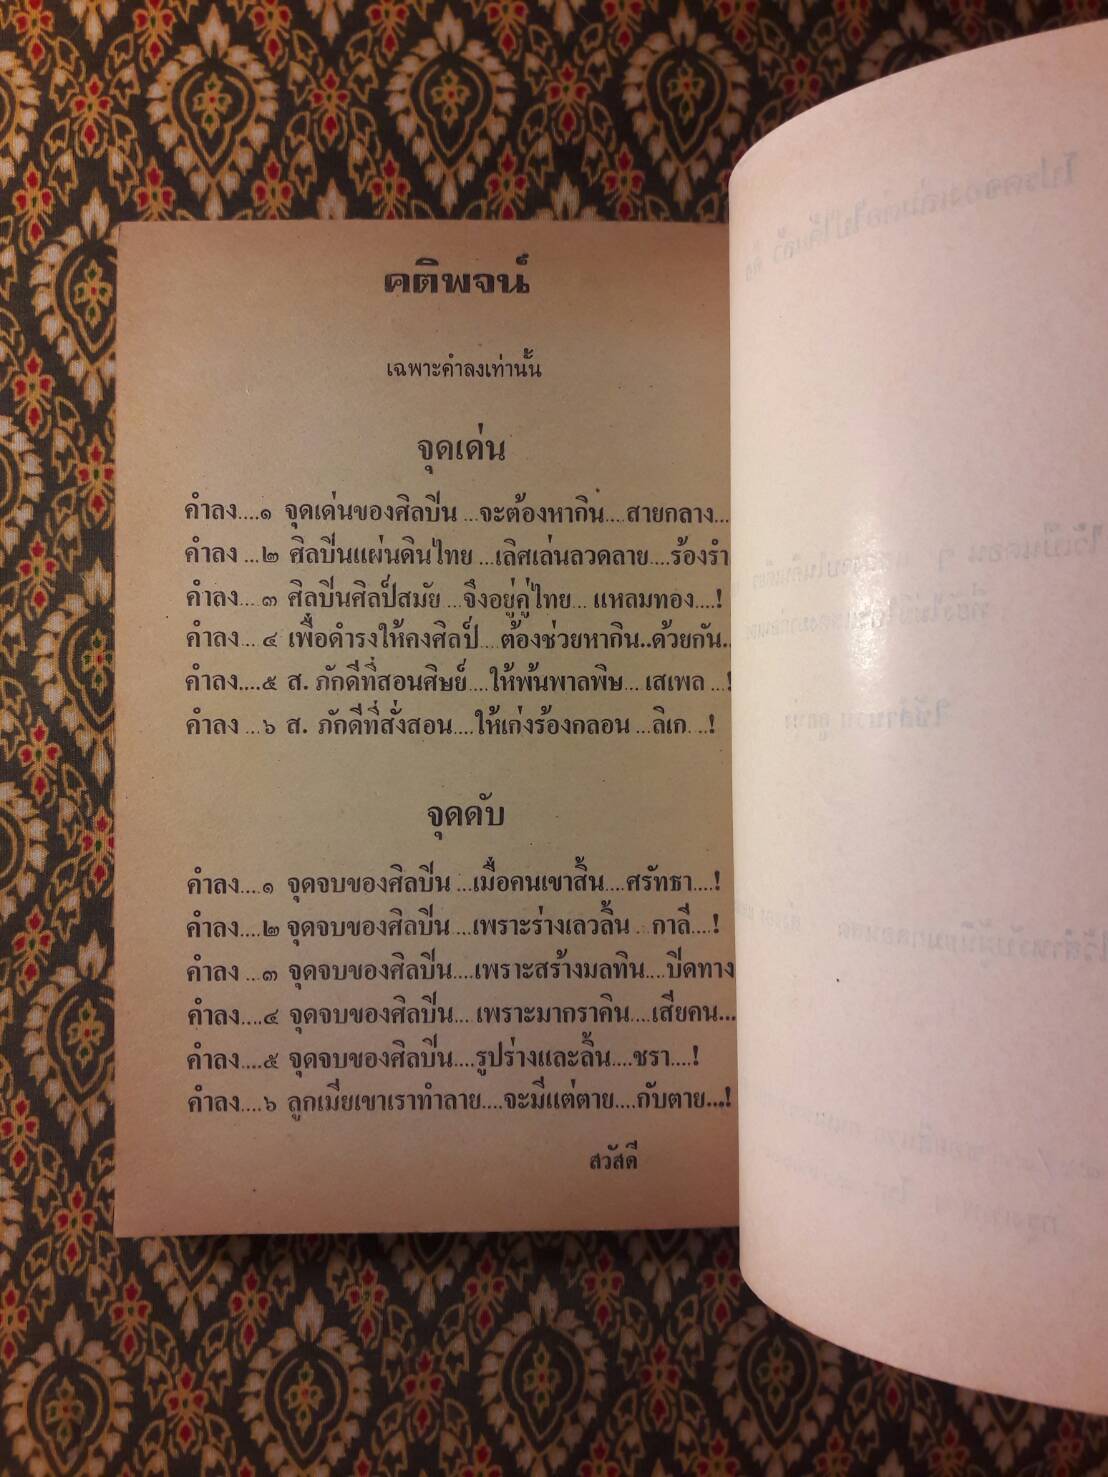 คติพจน์
เฉพาะคำลงเท่านั้น
จุดเด่น
คำลง....๑ จุดเด่นของศิลปีน ...จะต้องหากิน....สายกลาง...
คำลง ...๒ ศิลปีนแผ่นดินไทย ...เลิศเล่นลวดลาย....ร้องรำ
คำลง ...๓ ศิลปีนศิลป์สมัย ...จึงอยู่คู่ไทย... แหลมทอง....!
คำลง ...๔ เพื่อดำรงให้คงศิลป์....ต้องช่วยหากิน..ด้วยกัน..
คำลง....๕ ส. ภักดีที่สอนศิษย์....ให้พ้นพาลพิษ... เสเพล ...!
คำลง ...๖ ส. ภักดีที่สั่งสอน....ให้เก่งร้องกลอน ...ลิเก...!
จุดดับ
คำลง....๑ จุดจบของศิลปีน ...เมื่อคนเขาสิ้น....ศรัทธา....!
คำลง ...๒ จุดจบของศิลปีน ...เพราะร่างเลวลิ้น ..กาลี....!
คำลง ...๓ จุดจบของศิลปีน....เพราะสร้างมลทิน....ปีดทาง
คำลง....๔ จุดจบของศิลปีน....เพราะมากราคิน....เสียคน...
คำลง....๕ จุดจบของศิลปีน....รูปร่างและลิ้น....ชรา....!
คำลง....๖ ลูกเมียเขาเราทำลาย....จะมีแต่ตาย....กับตาย...!
สวัสดี